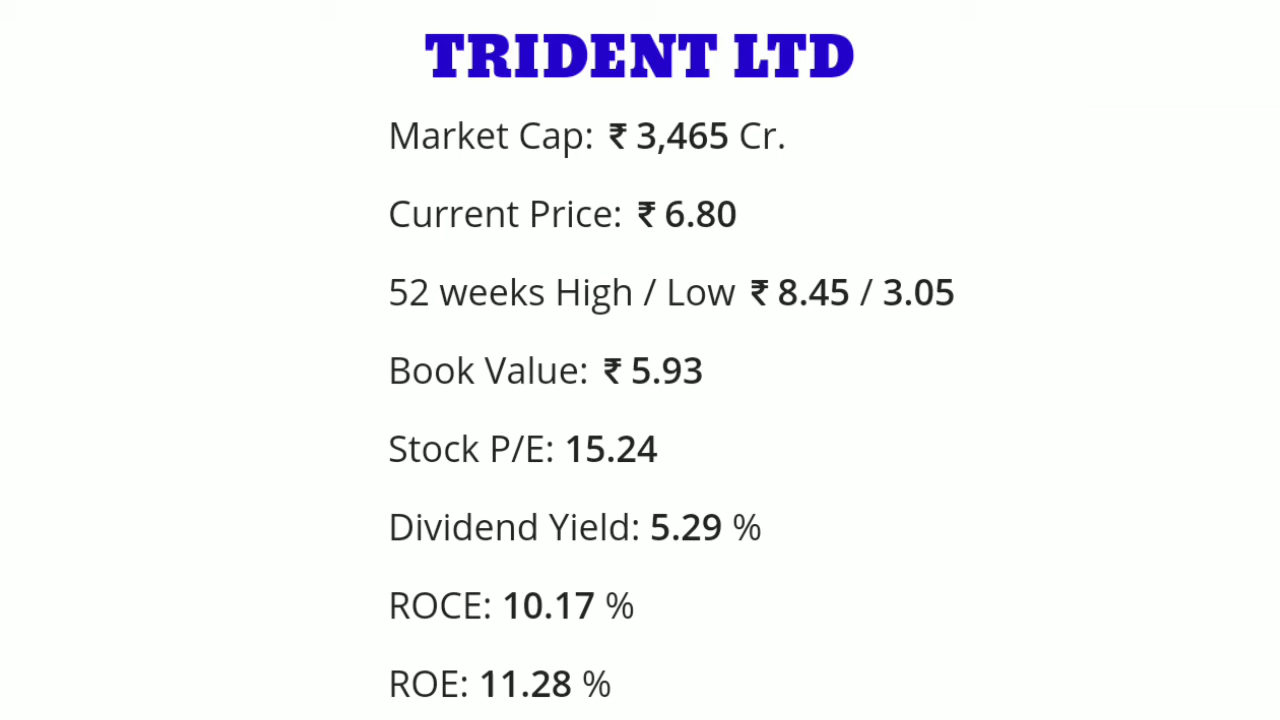 TRIDENT LTD
Market Cap: ₹ 3,465 Cr.
Current Price: ₹ 6.80
52 weeks High / Low ₹ 8.45 / 3.05
Book Value: ₹ 5.93
Stock P/E: 15.24
Dividend Yield: 5.29 %
ROCE: 10.17 %
ROE: 11.28 %